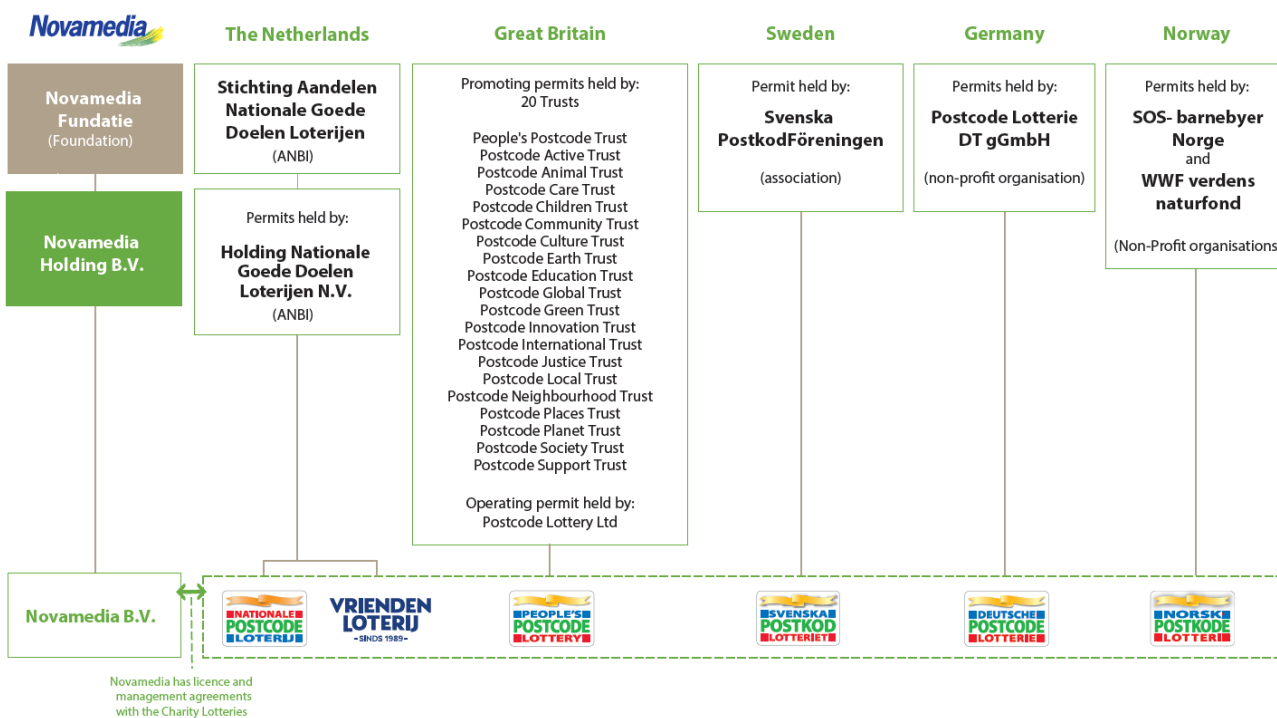 Novamedia
The Netherlands
Great Britain
Sweden
Germany
Norway
Novamedia
Fundatie
(Foundation)
Novamedia
Holding B.V.
Novamedia B.V.
Novamedia has licence and
management agreements
with the Charity Lotteries
Stichting Aandelen
Nationale Goede
Doelen Loterijen
(ANBI)
Permits held by:
Holding Nationale
Goede Doelen
Loterijen N.V.
(ANBI)
Promoting permits held by:
20 Trusts
People's Postcode Trust
Postcode Active Trust
Postcode Animal Trust
Postcode Care Trust
Postcode Children Trust
Postcode Community Trust
Postcode Culture Trust
Postcode Earth Trust
Postcode Education Trust
Postcode Global Trust
Postcode Green Trust
Postcode Innovation Trust
Postcode International Trust
Postcode Justice Trust
Postcode Local Trust
Postcode Neighbourhood Trust
Postcode Places Trust
Postcode Planet Trust
Postcode Society Trust
Postcode Support Trust
Operating permit held by:
Postcode Lottery Ltd
Permit held by:
Svenska
PostkodFöreningen
(association)
Permits held by:
Postcode Lotterie
DT gGmbH
(non-profit organisation)
Permits held by:
SOS- barnebyer
Norge
and
WWF verdens
naturfond
(Non-Profit organisations
NATIONALE
POSTCODE
LOTERIJ
VRIENDEN
LOTERIJ
-SINDS 1989-
PEOPLE'S
POSTCODE
LOTTERY
SVENSKA
POSTKOD
LOTTERIET
DEUTSCHE
POSTCODE
LOTTERIE
NORSK
POSTKODE
LOTTERI